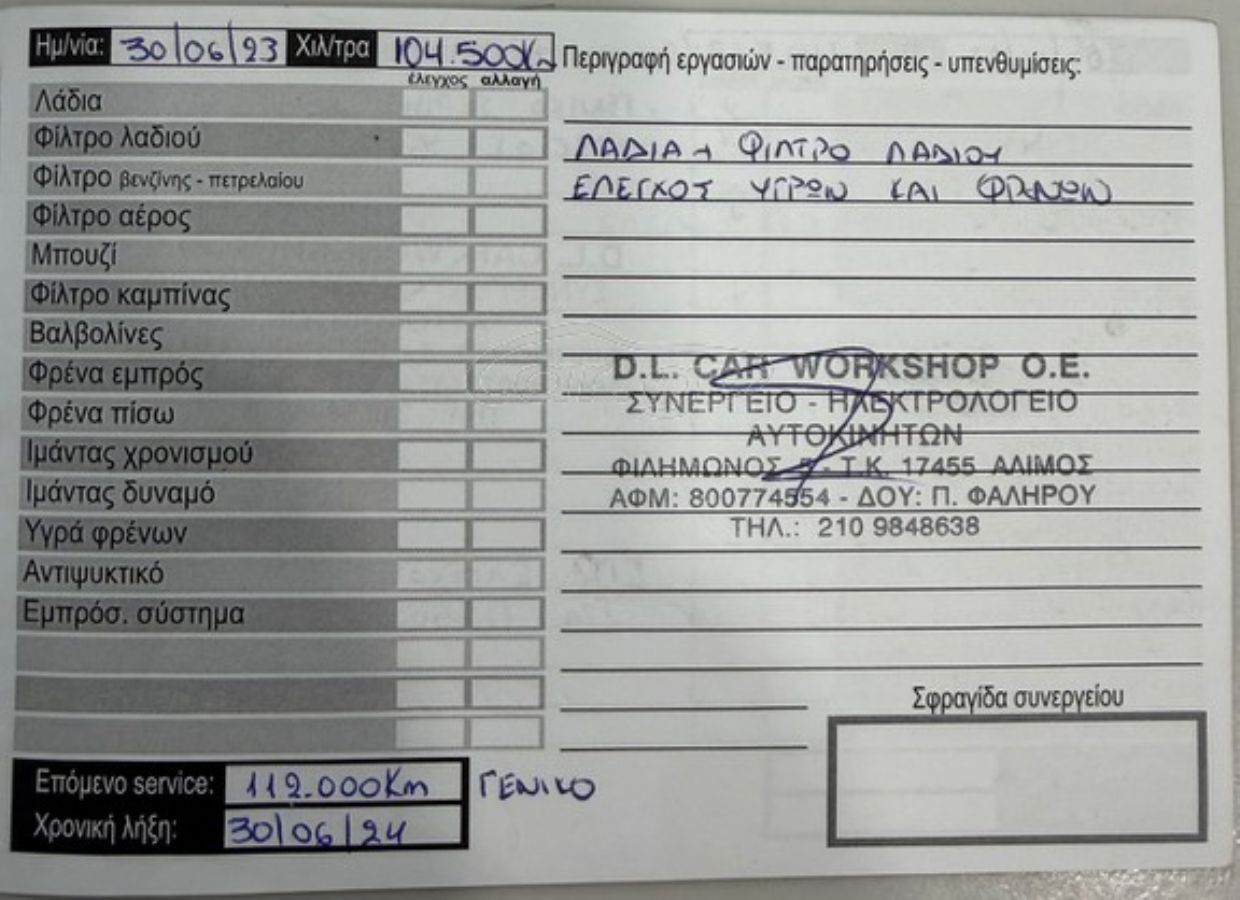 Ημ/νία: 30/06/23 Χιλ/τρα 104.500Km
Περιγραφή εργασιών - παρατηρήσεις - υπενθυμίσεις:
έλεγχος αλλαγή
Λάδια
Φίλτρο λαδιού
ΛΑΔΙΑ + ΦΙΛΤΡΟ ΛΑΔΙΟΥ
Φίλτρο βενζίνης - πετρελαίου
ΕΛΕΓΧΟΣ ΥΓΡΩΝ ΚΑΙ ΦΡΕΝΩΝ
Φίλτρο αέρος
Μπουζί
Φίλτρο καμπίνας
Βαλβολίνες
Φρένα εμπρός
Φρένα πίσω
Ιμάντας χρονισμού
Ιμάντας δυναμό
Υγρά φρένων
Αντιψυκτικό
Εμπρόσ. σύστημα
D.L. CAR WORKSHOP O.E.
ΣΥΝΕΡΓΕΙΟ - ΗΛΕΚΤΡΟΛΟΓΕΙΟ
ΑΥΤΟΚΙΝΗΤΩΝ
ΦΙΛΗΜΩΝΟΣ - Τ.Κ. 17455 ΑΛΙΜΟΣ
ΑΦΜ: 800774554 - ΔΟΥ: Π. ΦΑΛΗΡΟΥ
ΤΗΛ.: 210 9848638
Σφραγίδα συνεργείου
Επόμενο service: 112.000Km ΓΕΝΙΚΟ
Χρονική λήξη: 30/06/24